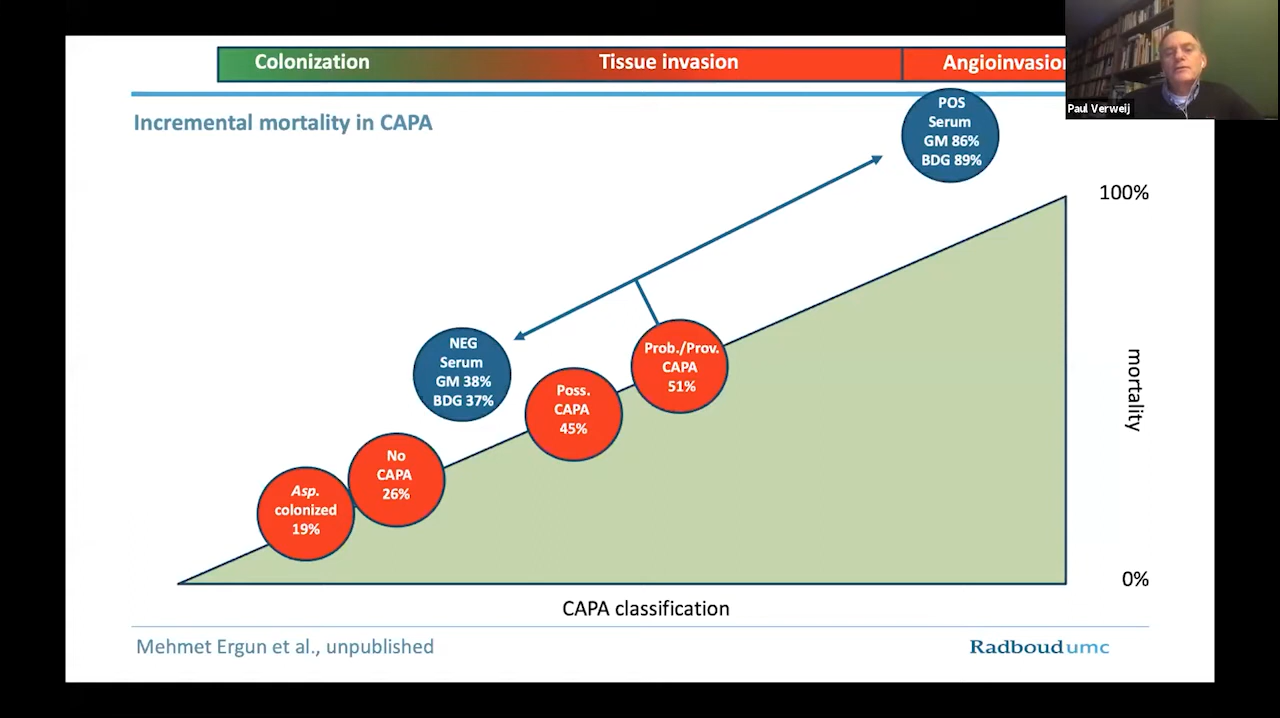 Colonization
Tissue invasion
Angioinvasion
Paul Verweij
Incremental mortality in CAPA
POS
Serum
GM 86%
BDG 89%
100%
NEG
Serum
GM 38%
BDG 37%
Prob./Prov.
CAPA
51%
Poss.
CAPA
45%
No
CAPA
26%
Asp.
colonized
19%
mortality
0%
CAPA classification
Mehmet Ergun et al., unpublished
Radboudumc